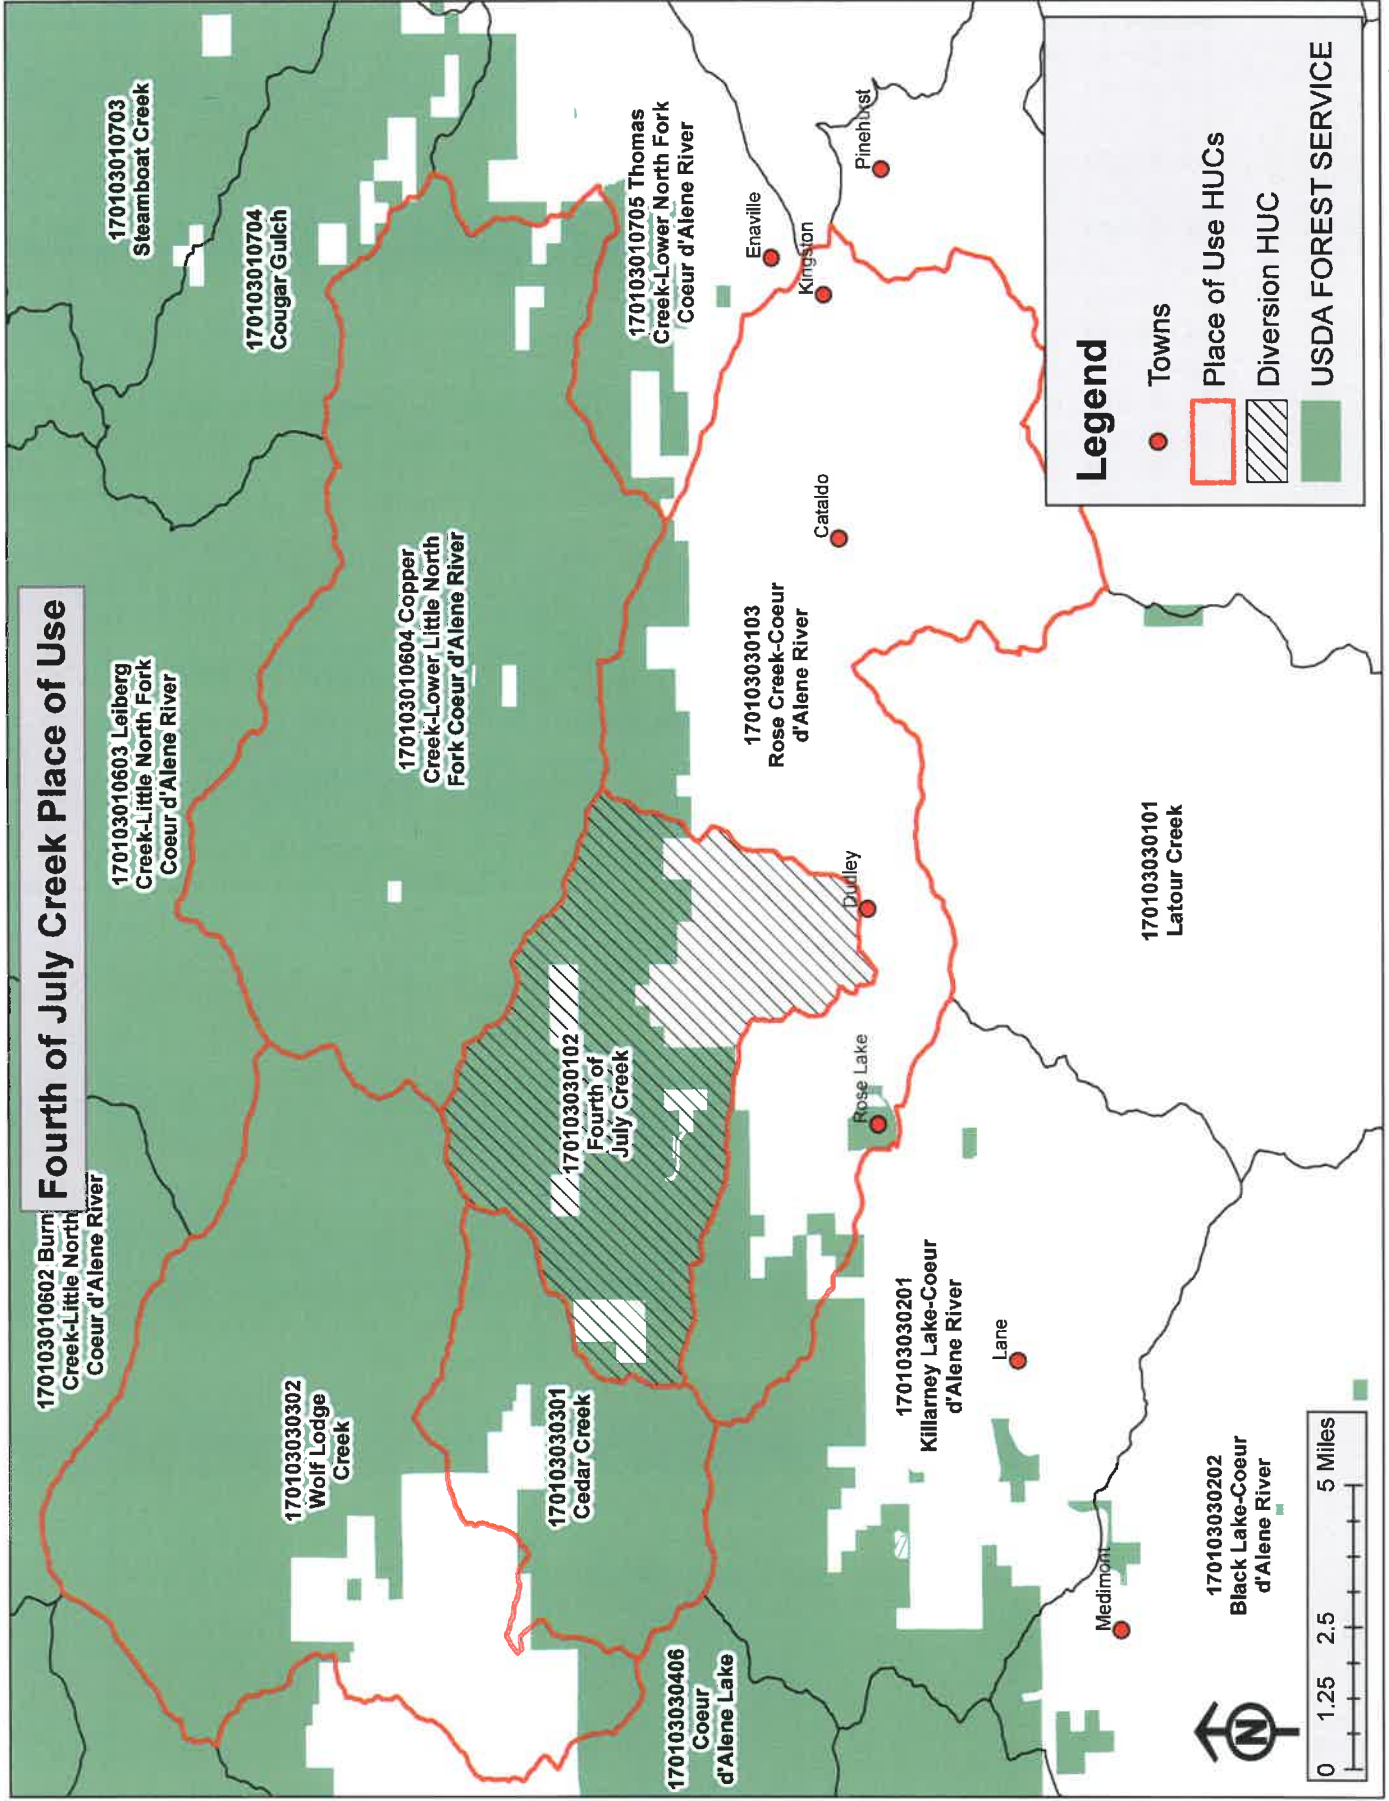 Fourth of July Creek Place of Use
170103010602 Burn
Creek-Little North
Coeur d'Alene River
170103010603 Leiberg
Creek-Little North Fork
Coeur d'Alene River
170103010703
Steamboat Creek
170103010704
Cougar Gulch
170103030302
Wolf Lodge
Creek
170103010604 Copper
Creek-Lower Little North
Fork Coeur d'Alene River
170103030301
Cedar Creek
170103030102
Fourth of
July Creek
170103010705 Thomas
Creek-Lower North Fork
Coeur d'Alene River
170103030406
Coeur
d'Alene Lake
170103030103
Rose Creek-Coeur
d'Alene River
Enaville
Kingston
Pinehurst
Cataldo
Dudley
Rose Lake
170103030201
Killarney Lake-Coeur
d'Alene River
Lane
Medimont
170103030101
Latour Creek
170103030202
Black Lake-Coeur
d'Alene River
Legend
Towns
Place of Use HUCs
Diversion HUC
USDA FOREST SERVICE
N
0 1.25 2.5 5 Miles